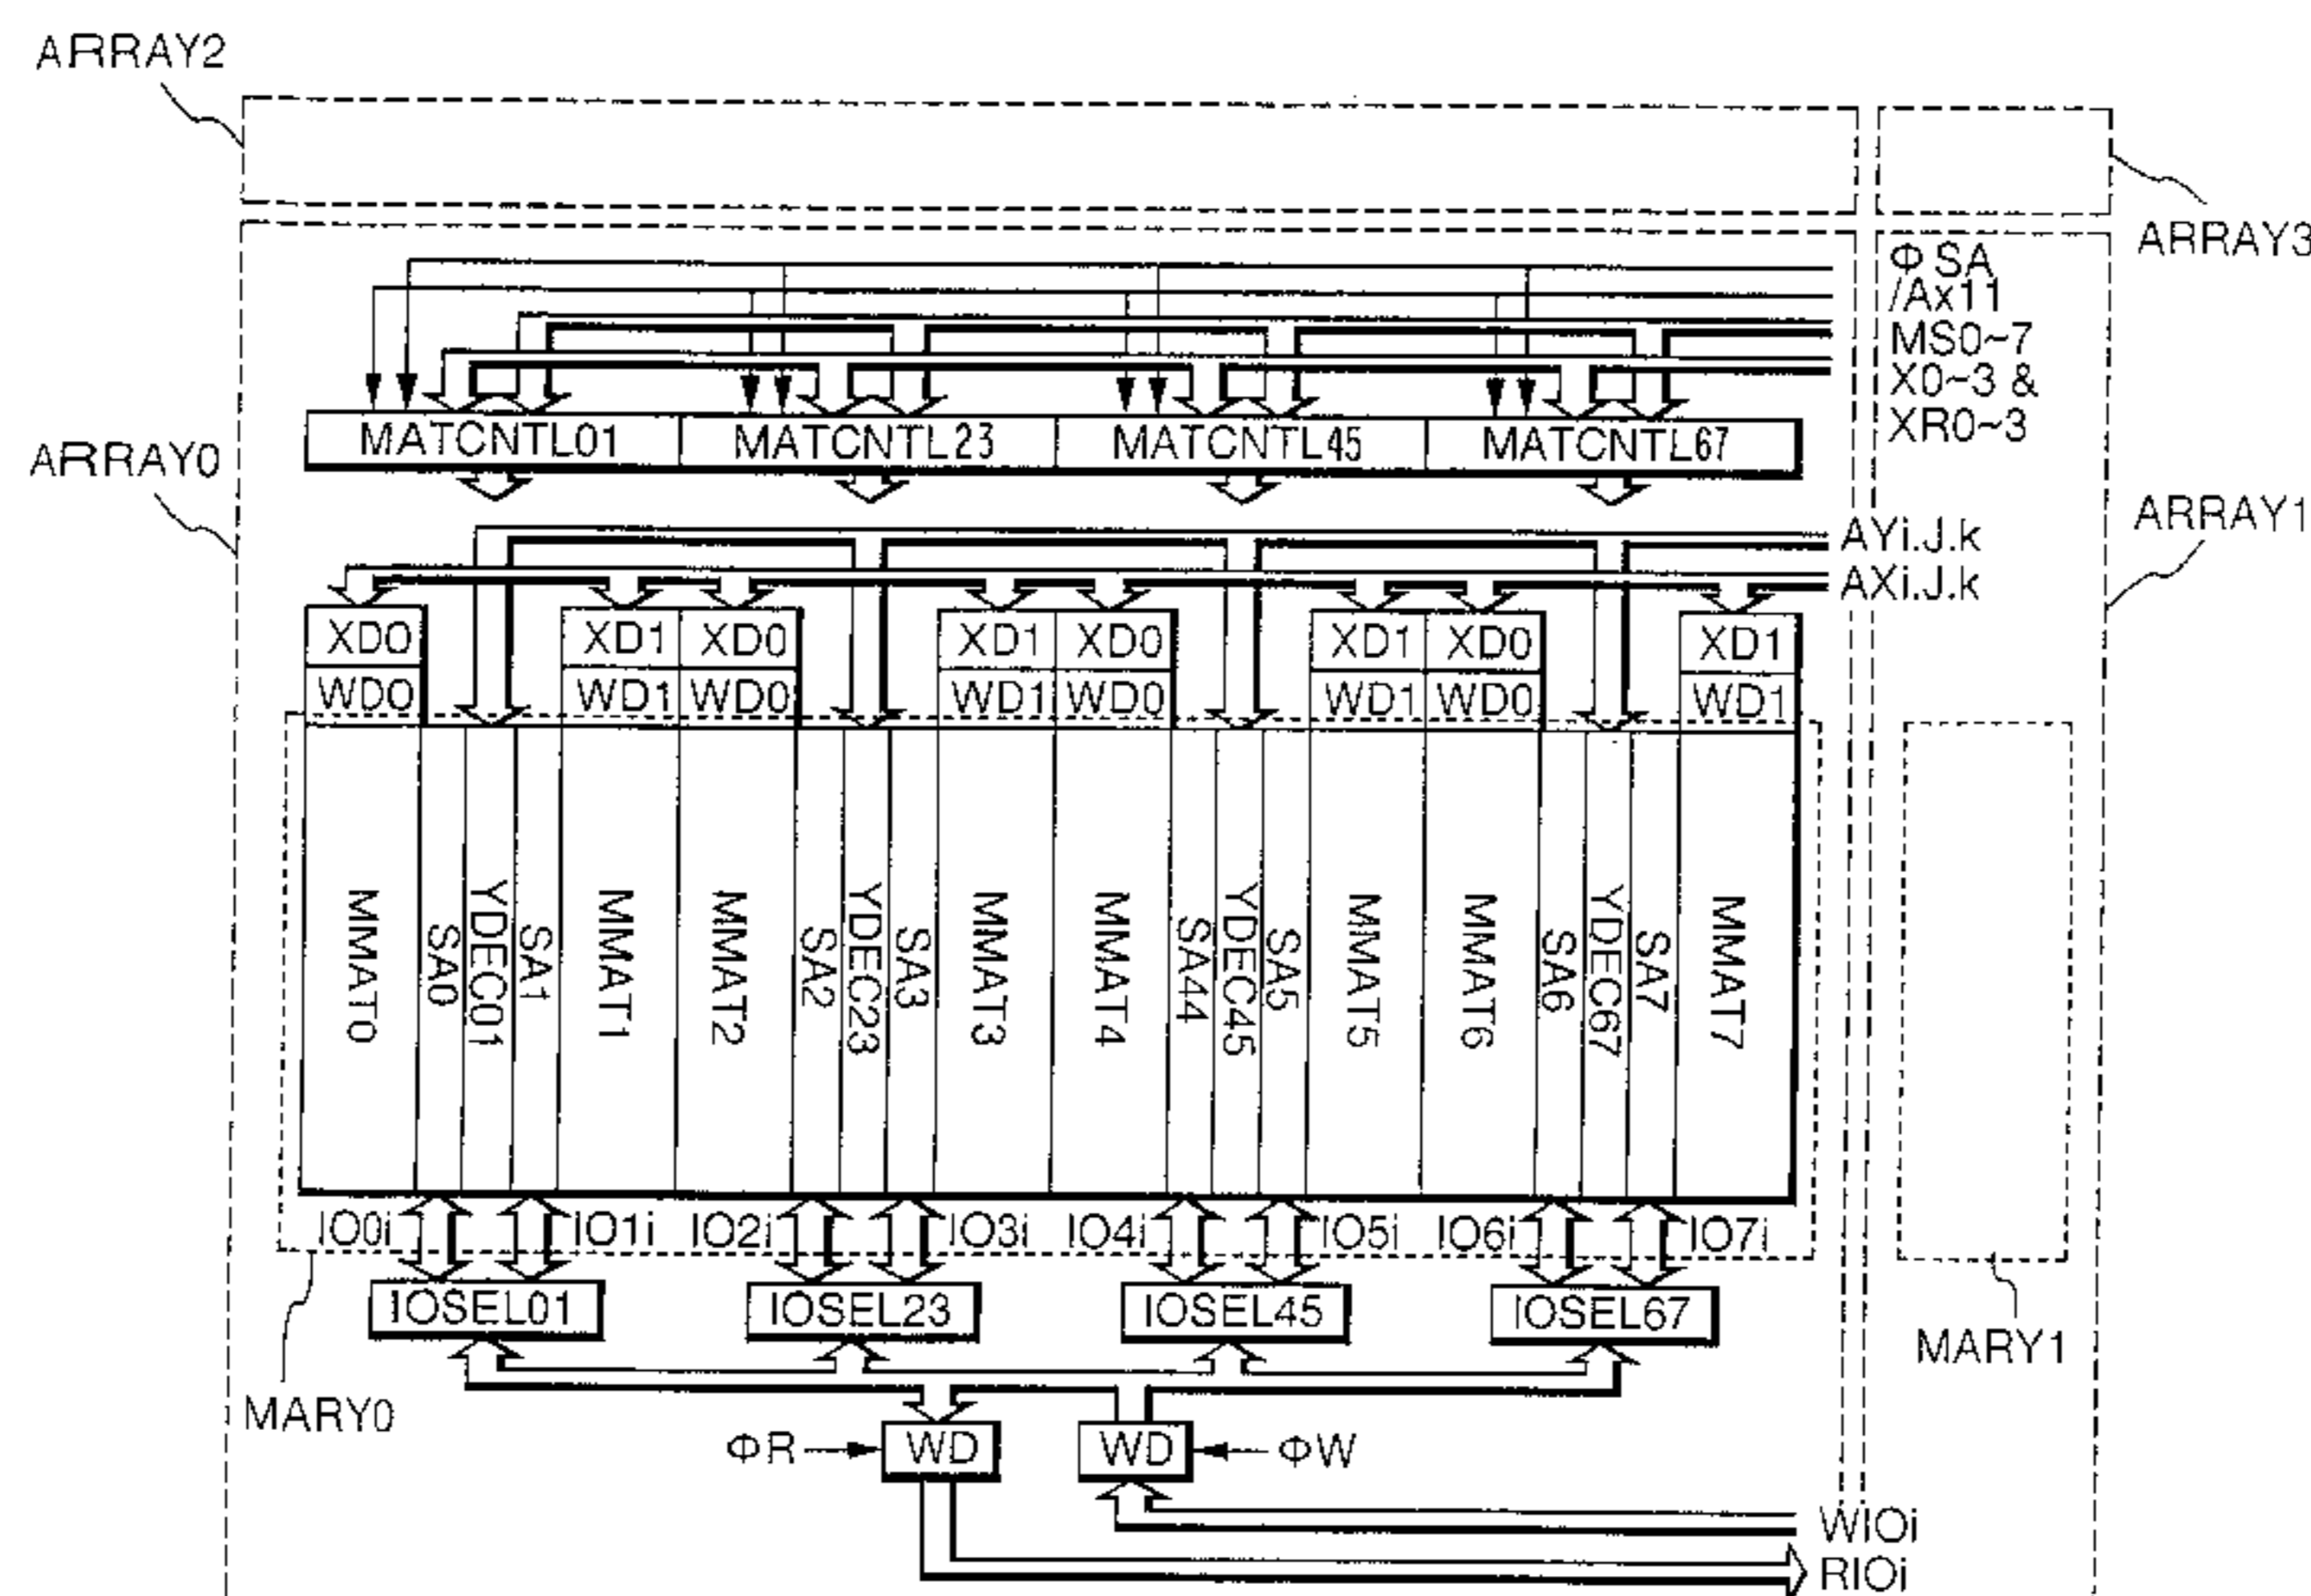 ARRAY2
ARRAY3
ΦSA
/Ax11
MS0~7
X0~3 &
XR0~3
MATCNTL01 MATCNTL23 MATCNTL45 MATCNTL67
ARRAY0
ARRAY1
AYi.J.k
AXi.J.k
XD0 XD1 XD0 XD1 XD0 XD1 XD0 XD1
WD0 WD1 WD0 WD1 WD0 WD1 WD0 WD1
MMAT0 SA0 YDEC01 SA1 MMAT1 MMAT2 SA2 YDEC23 SA3 MMAT3 MMAT4 SA44 YDEC45 SA5 MMAT5 MMAT6 SA6 YDEC67 SA7 MMAT7
IO0i IO1i IO2i IO3i IO4i IO5i IO6i IO7i
IOSEL01 IOSEL23 IOSEL45 IOSEL67
MARY1
MARY0
ΦR WD WD ΦW
WIOi
RIOi